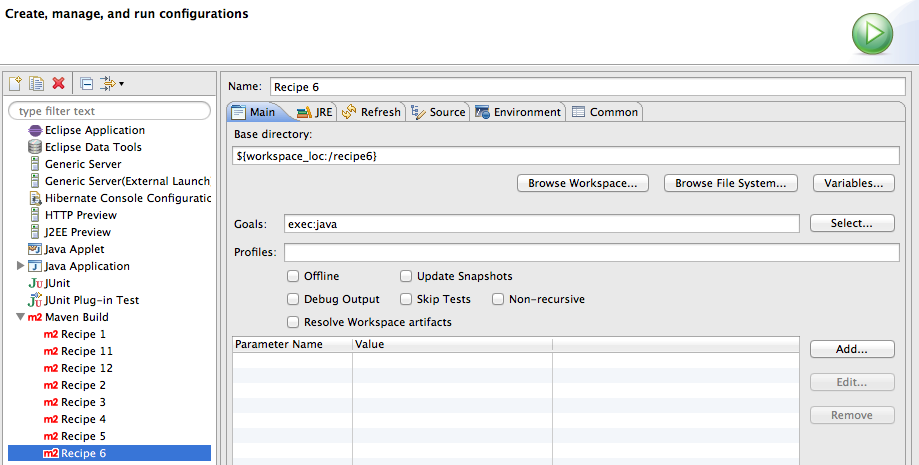 Create, manage, and run configurations
type filter text
Eclipse Application
Eclipse Data Tools
Generic Server
Generic Server(External Launch
Hibernate Console Configuratic
HTTP Preview
J2EE Preview
Java Applet
Java Application
Ju JUnit
JUnit Plug-in Test
m2 Maven Build
m2 Recipe 1
m2 Recipe 11
m2 Recipe 12
m2 Recipe 2
m2 Recipe 3
m2 Recipe 4
m2 Recipe 5
m2 Recipe 6
Name: Recipe 6
Main JRE Refresh Source Environment Common
Base directory:
${workspace_loc:/recipe6}
Browse Workspace... Browse File System... Variables...
Goals: exec:java Select...
Profiles:
Offline Update Snapshots
Debug Output Skip Tests Non-recursive
Resolve Workspace artifacts
Parameter Name Value Add...
Edit...
Remove